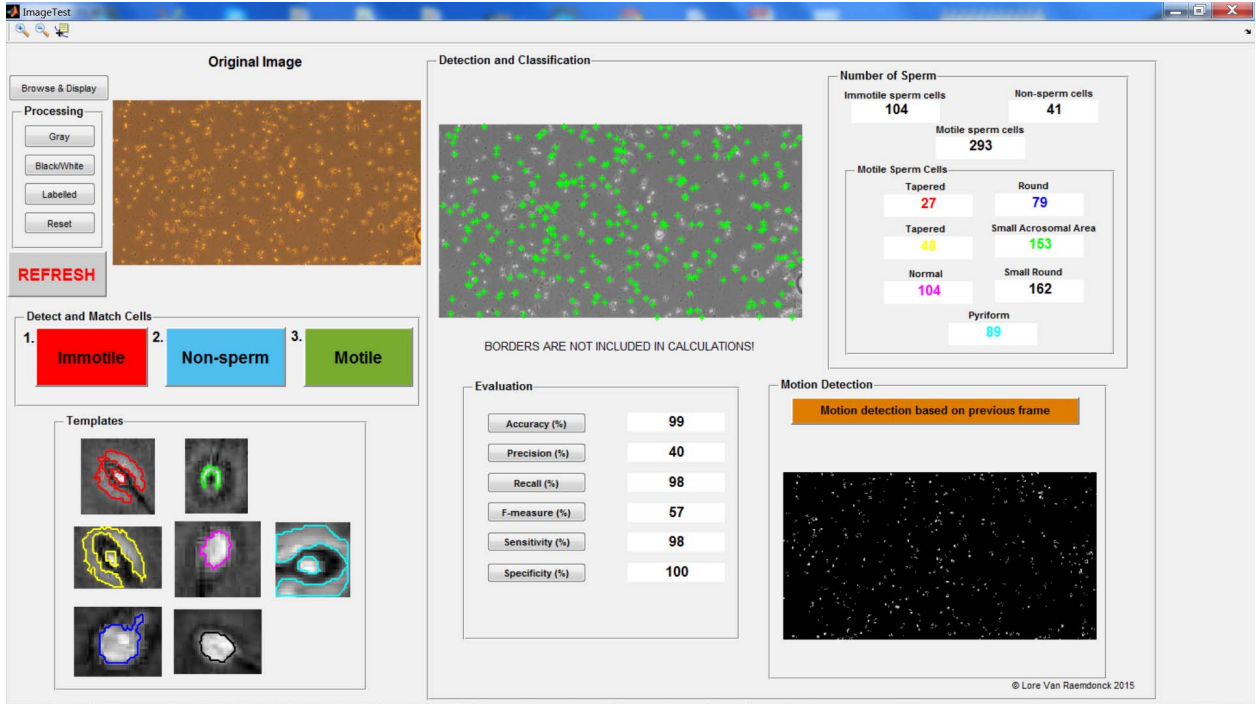 ImageTest
Original Image
Browse & Display
Processing
Gray
Black/White
Labelled
Reset
REFRESH
Detect and Match Cells
1. Immotile
2. Non-sperm
3. Motile
Templates
Detection and Classification
BORDERS ARE NOT INCLUDED IN CALCULATIONS!
Number of Sperm
Immotile sperm cells Non-sperm cells
104 41
Motile sperm cells
293
Motile Sperm Cells
Tapered Round
27 79
Tapered Small Acrosomal Area
48 153
Normal Small Round
104 162
Pyriform
89
Evaluation
Accuracy (%) 99
Precision (%) 40
Recall (%) 98
F-measure (%) 57
Sensitivity (%) 98
Specificity (%) 100
Motion Detection
Motion detection based on previous frame
© Lore Van Raemdonck 2015